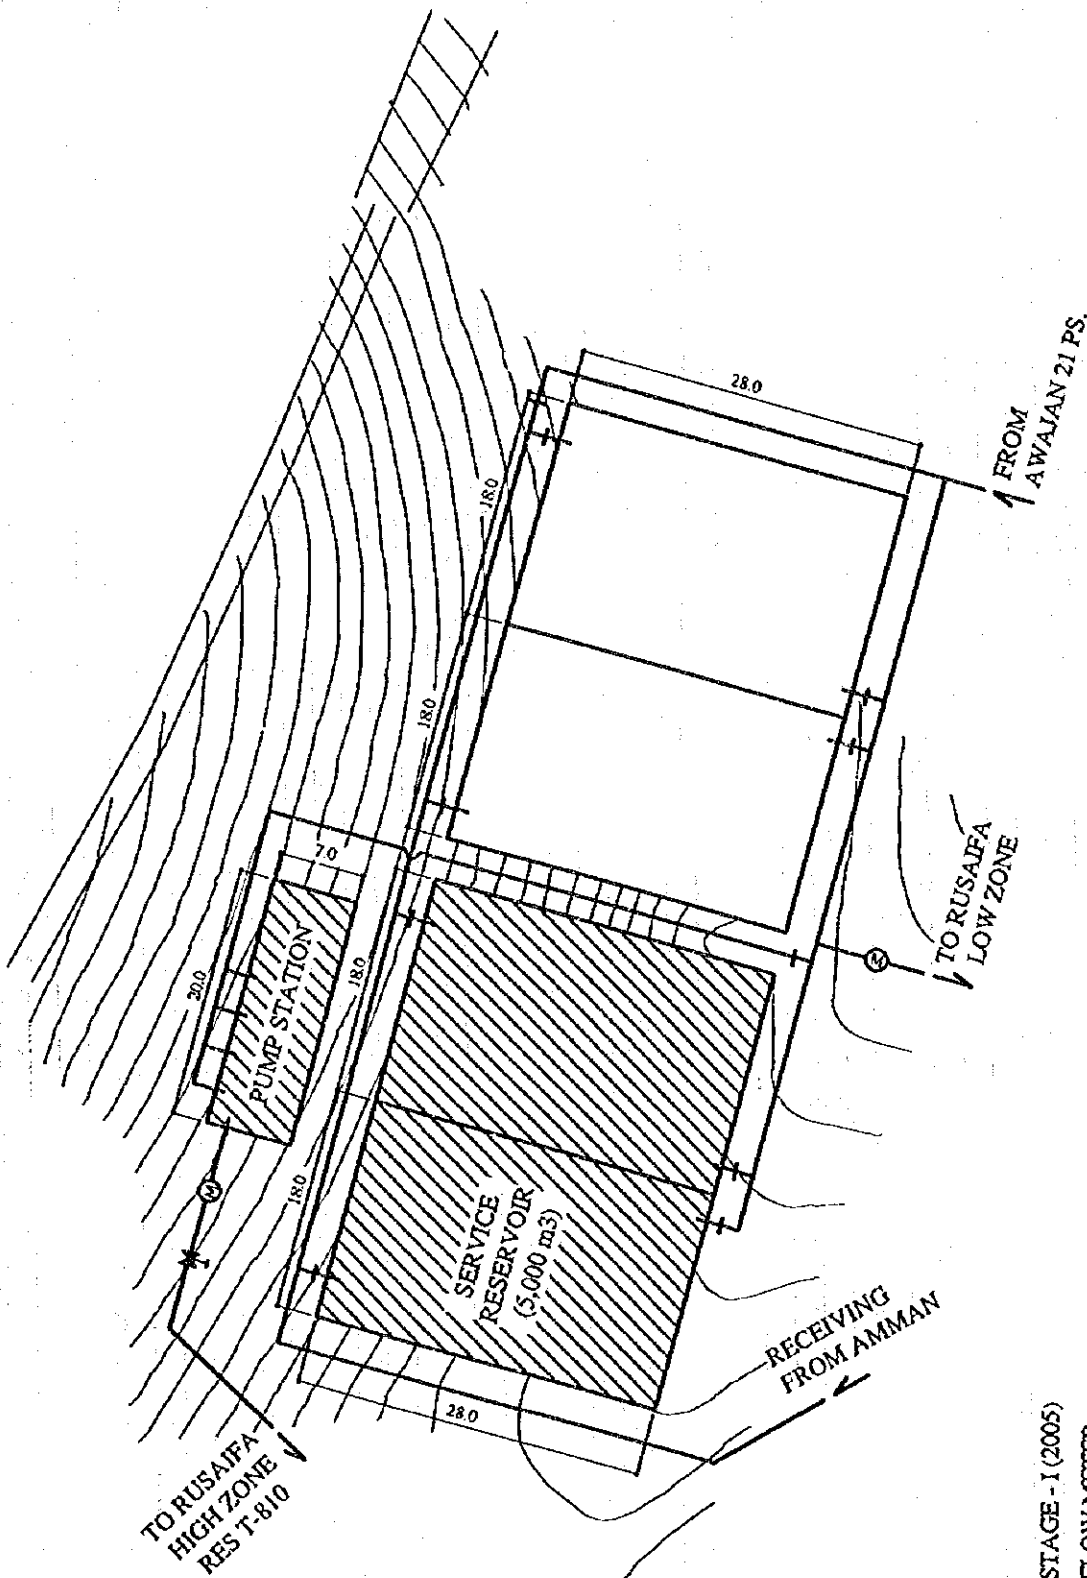 28.0
FROM
AWAJAN 21 PS.
18.0
18.0
7.0
20.0
PUMP STATION
18.0
TO RUSAIFA
LOW ZONE
M
18.0
M
SERVICE
RESERVOIR
(5,000 m3)
28.0
RECEIVING
FROM AMMAN
TO RUSAIFA
HIGH ZONE
RES T-810
STAGE - I (2005)
FLOW METER